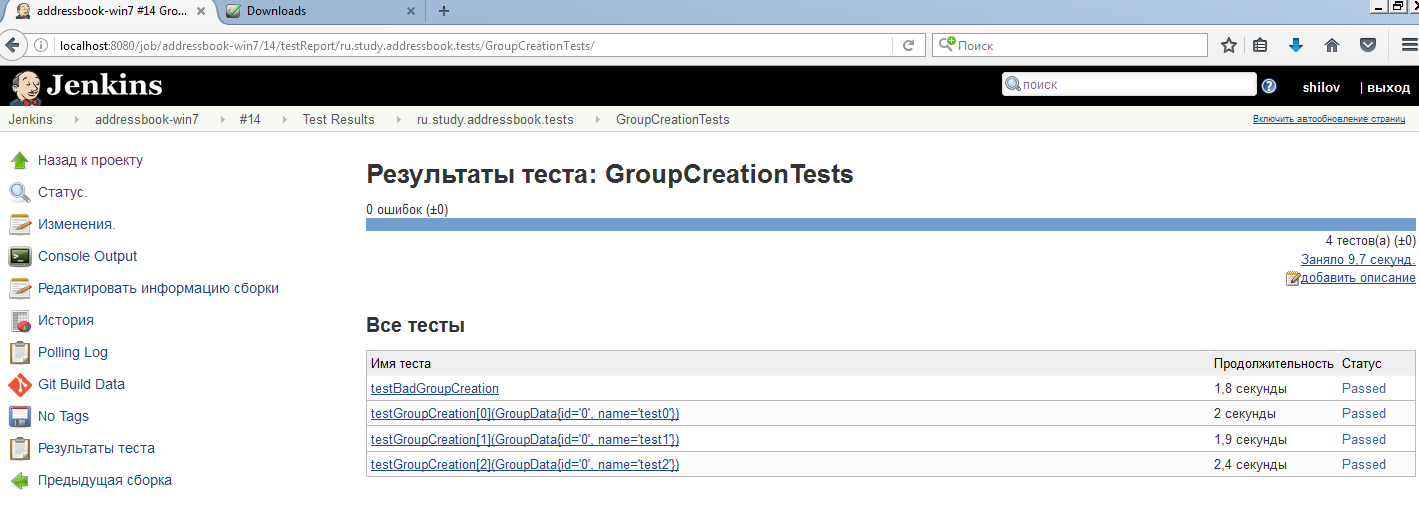 addressbook-win7 #14 Gro...
Downloads
localhost:8080/job/addressbook-win7/14/testReport/ru.study.addressbook.tests/GroupCreationTests/
Поиск
Jenkins
поиск
shilov
| выход
Jenkins
addressbook-win7
#14
Test Results
ru.study.addressbook.tests
GroupCreationTests
Включить автообновление страниц
Назад к проекту
Статус.
Изменения.
Console Output
Редактировать информацию сборки
История
Polling Log
Git Build Data
No Tags
Результаты теста
Предыдущая сборка
Результаты теста: GroupCreationTests
0 ошибок (±0)
4 тестов(а) (±0)
Заняло 9,7 секунд.
добавить описание
Все тесты
Имя теста Продолжительность Статус
testBadGroupCreation 1,8 секунды Passed
testGroupCreation[0](GroupData{id='0', name='test0'}) 2 секунды Passed
testGroupCreation[1](GroupData{id='0', name='test1'}) 1,9 секунды Passed
testGroupCreation[2](GroupData{id='0', name='test2'}) 2,4 секунды Passed